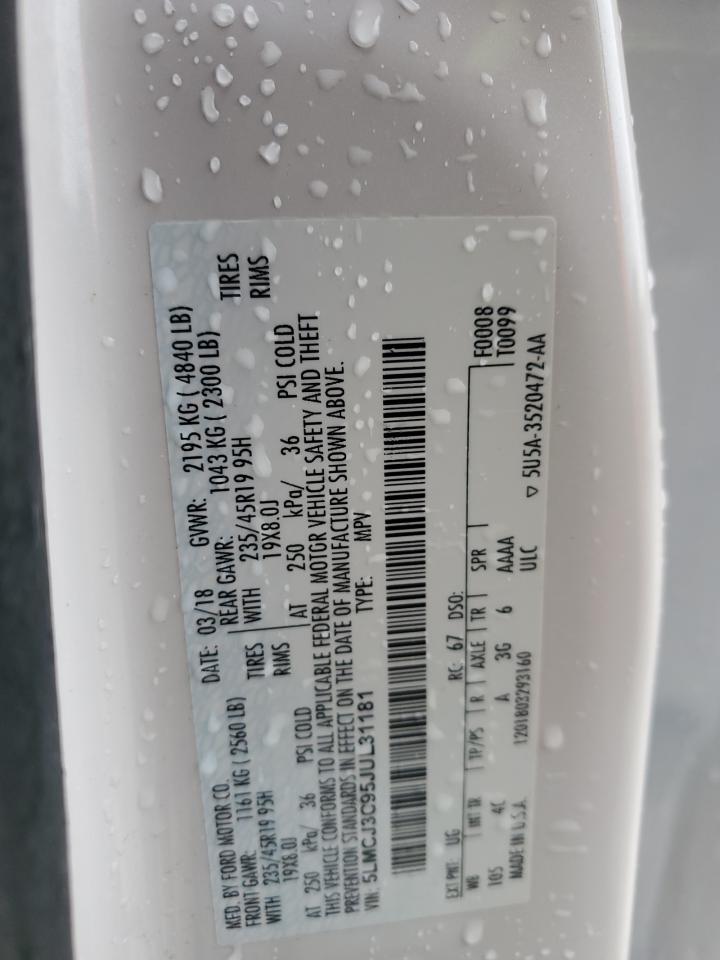 MFD. BY FORD MOTOR CO.
DATE: 03/18 GVWR: 2195 KG ( 4840 LB)
FRONT GAWR: REAR GAWR:
1161 KG ( 2560 LB) 1043 KG ( 2300 LB)
WITH 235/45R19 95H TIRES WITH 235/45R19 95H TIRES
19X8.0J RIMS 19X8.0J RIMS
AT 250 kPa/ 36 PSI COLD AT 250 kPa/ 36 PSI COLD
THIS VEHICLE CONFORMS TO ALL APPLICABLE FEDERAL MOTOR VEHICLE SAFETY AND THEFT
PREVENTION STANDARDS IN EFFECT ON THE DATE OF MANUFACTURE SHOWN ABOVE.
VIN: 5LMCJ3C95JUL31181 TYPE: MPV
EXT PNT: UG RC: 67 DSO:
WB INT TR TP/PS R AXLE TR SPR F0008
105 4C A 3G 6 AAAA T0099
MADE IN U.S.A. 1201803293160 ULC
▽ 5U5A-3520472-AA